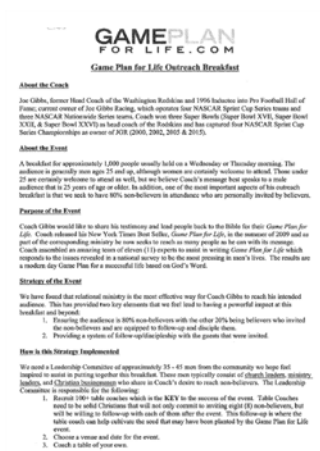 GAMEPLAN
FOR LIFE.COM
Game Plan for Life Outreach Breakfast
About the Coach
Joe Gibbs, former Head Coach of the Washington Redskins and 1996 Inductee into Pro Football Hall of
Fame; current owner of Joe Gibbs Racing, which operates four NASCAR Sprint Cup Series teams and
three NASCAR Nationwide Series teams. Coach won three Super Bowls (Super Bowl XVII, Super Bowl
XXII, & Super Bowl XXVI) as head coach of the Redskins and has captured four NASCAR Sprint Cup
Series Championships as owner of JGR (2000, 2002, 2005 & 2015).
About the Event
A breakfast for approximately 1,000 people usually held on a Wednesday or Thursday morning. The
audience is generally men ages 25 and up, although women are certainly welcome to attend. Those under
25 are certainly welcome to attend as well, but we believe Coach's message best speaks to a male
audience that is 25 years of age or older. In addition, one of the most important aspects of his outreach
breakfast is that we seek to have 80% non-believers in attendance who are personally invited by believers.
Purpose of the Event
Coach Gibbs would like to share his testimony and lead people back to the Bible for their Game Plan for
Life. Coach released his New York Times Best Seller, Game Plan for Life, in the summer of 2009 and as
part of the corresponding ministry he now seeks to reach as many people as he can with its message.
Coach assembled an amazing team of eleven (11) experts to assist in writing Game Plan for Life which
responds to the issues revealed in a national survey to be the most pressing in men's lives. The results are
a modern day Game Plan for a successful life based on God's Word.
Strategy of the Event
We have found that relational ministry is the most effective way for Coach Gibbs to reach his intended
audience. This has provided two key elements that we feel lead to having a powerful impact at this
breakfast and beyond:
1. Ensuring the audience is 80% non-believers with the other 20% being believers who invited
the non-believers and are equipped to follow-up and disciple them.
2. Providing a system of follow-up/discipleship with the guests that were invited.
How is this Strategy Implemented
We need a Leadership Committee of approximately 35 - 45 men from the community we hope feel
inspired to assist in putting together this breakfast. These men typically consist of church leaders, ministry
leaders, and Christian businessmen who share in Coach's desire to reach non-believers. The Leadership
Committee is responsible for the following:
1. Recruit 100+ table coaches which is the KEY to the success of the event. Table Coaches
need to be solid Christians that will not only commit to inviting eight (8) non-believers, but
will be willing to follow-up with each of them after the event. This follow-up is where the
table coach can help cultivate the seed that may have been planted by the Game Plan for Life
event.
2. Choose a venue and date for the event.
3. Coach a table of your own.